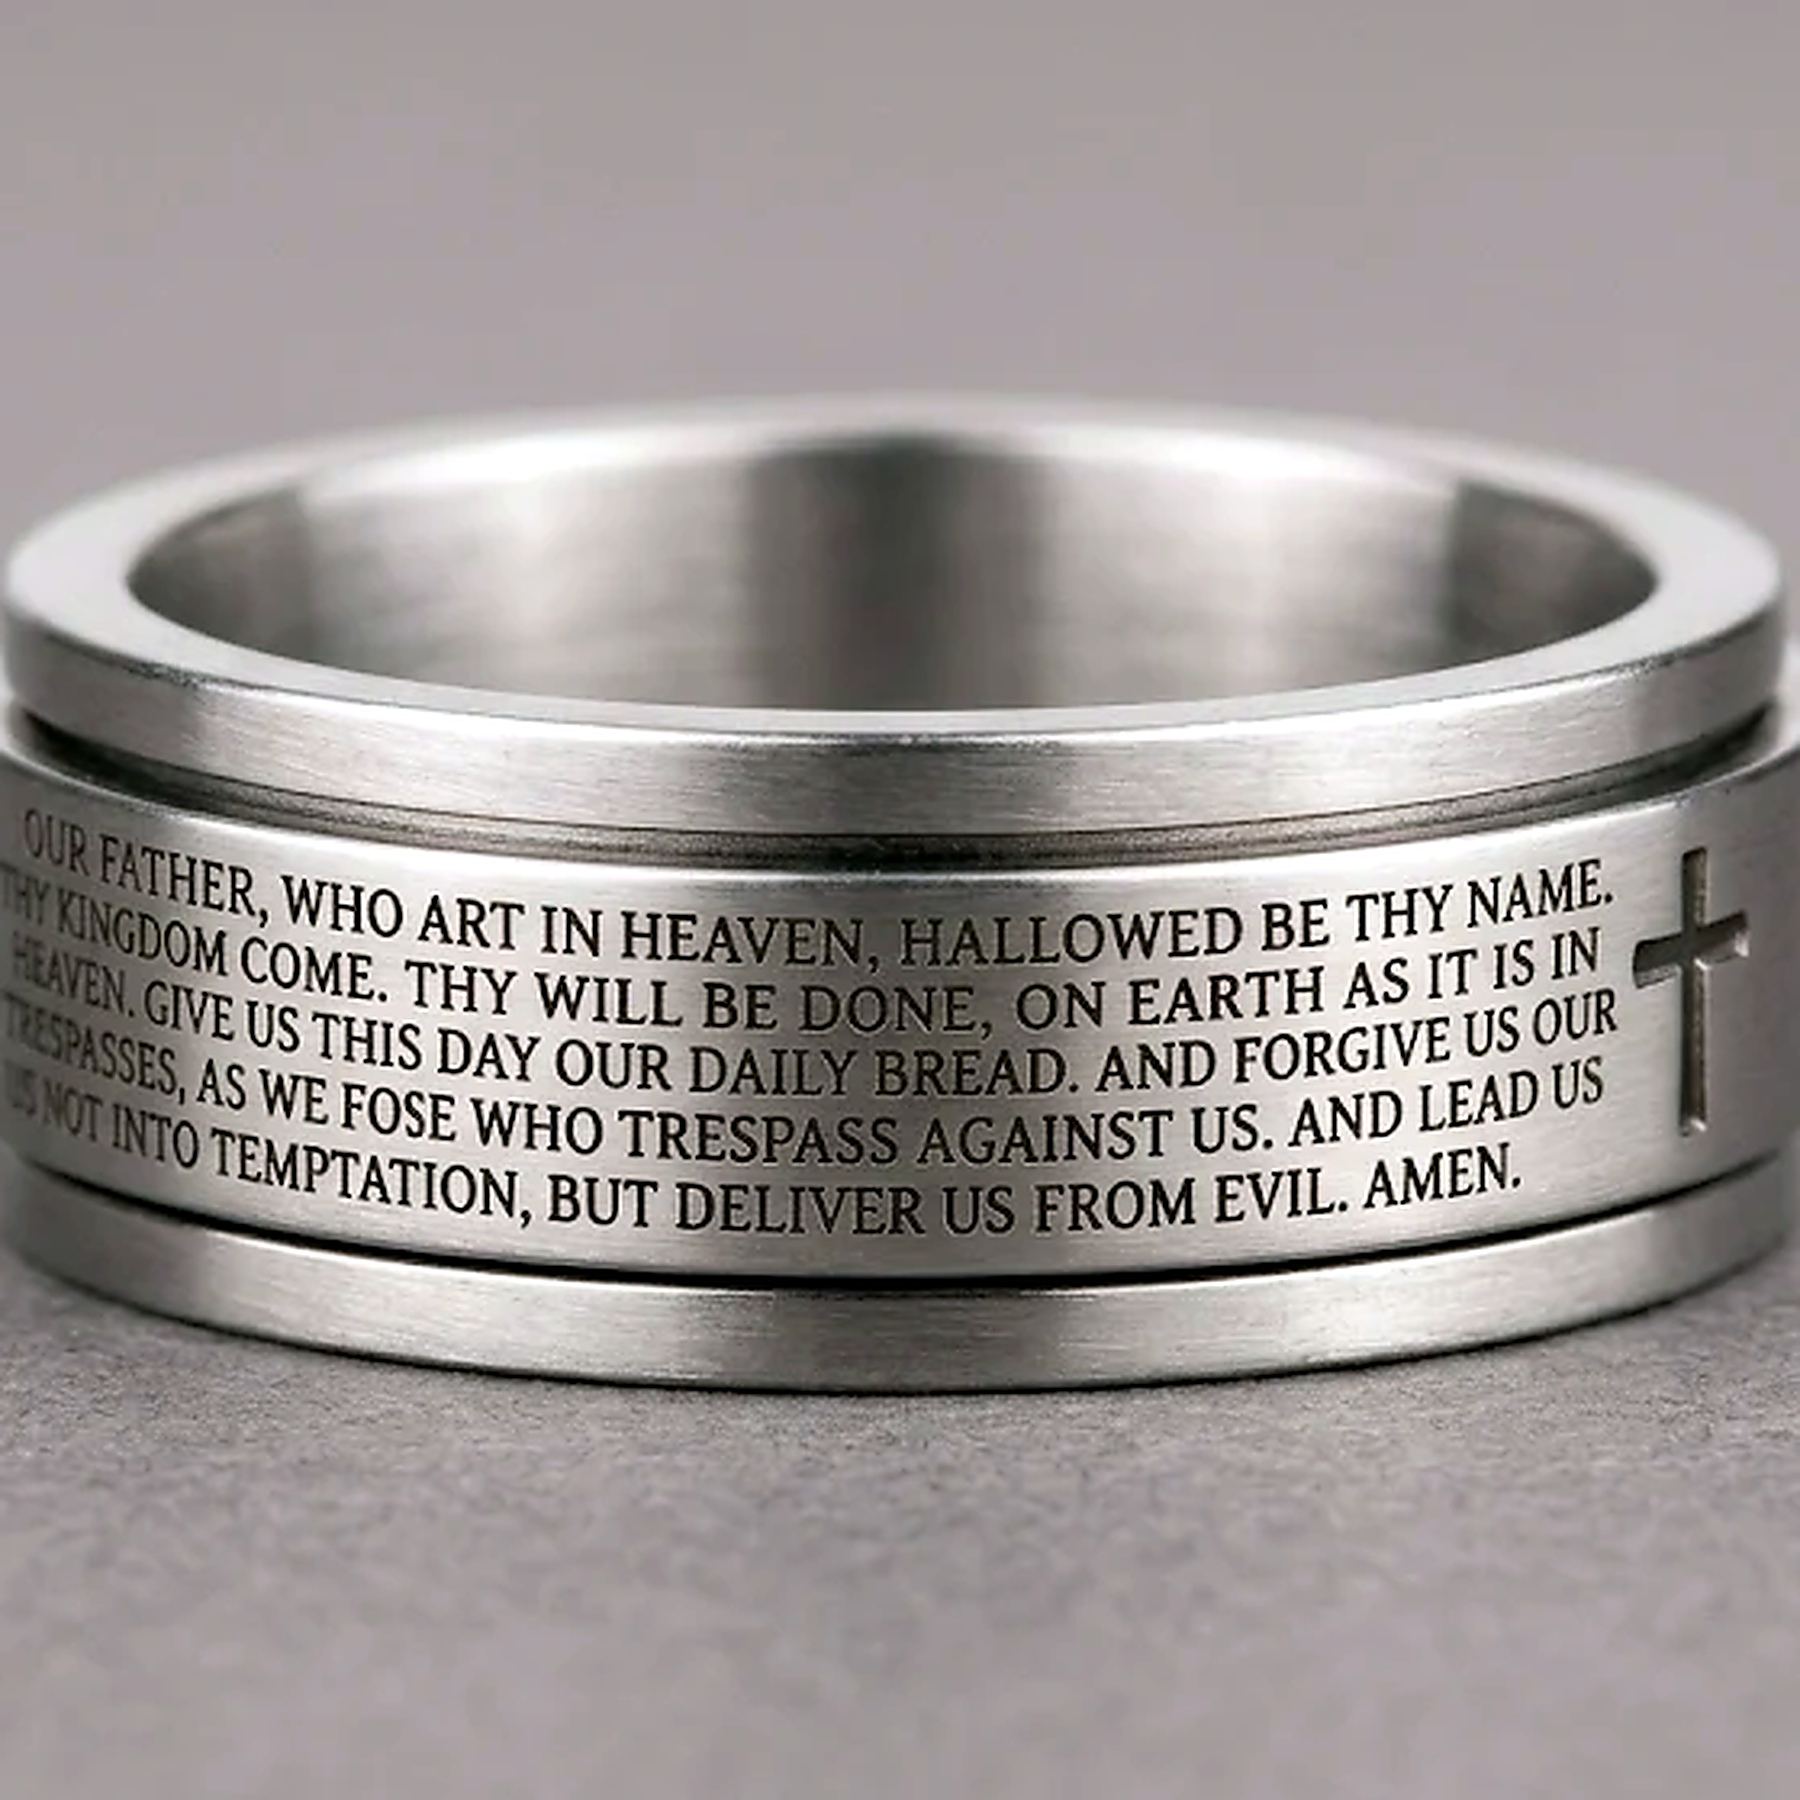 OUR FATHER, WHO ART IN HEAVEN, HALLOWED BE THY NAME.
THY KINGDOM COME. THY WILL BE DONE, ON EARTH AS IT IS IN
HEAVEN. GIVE US THIS DAY OUR DAILY BREAD. AND FORGIVE US OUR
TRESPASSES, AS WE FOSE WHO TRESPASS AGAINST US. AND LEAD US
US NOT INTO TEMPTATION, BUT DELIVER US FROM EVIL. AMEN.